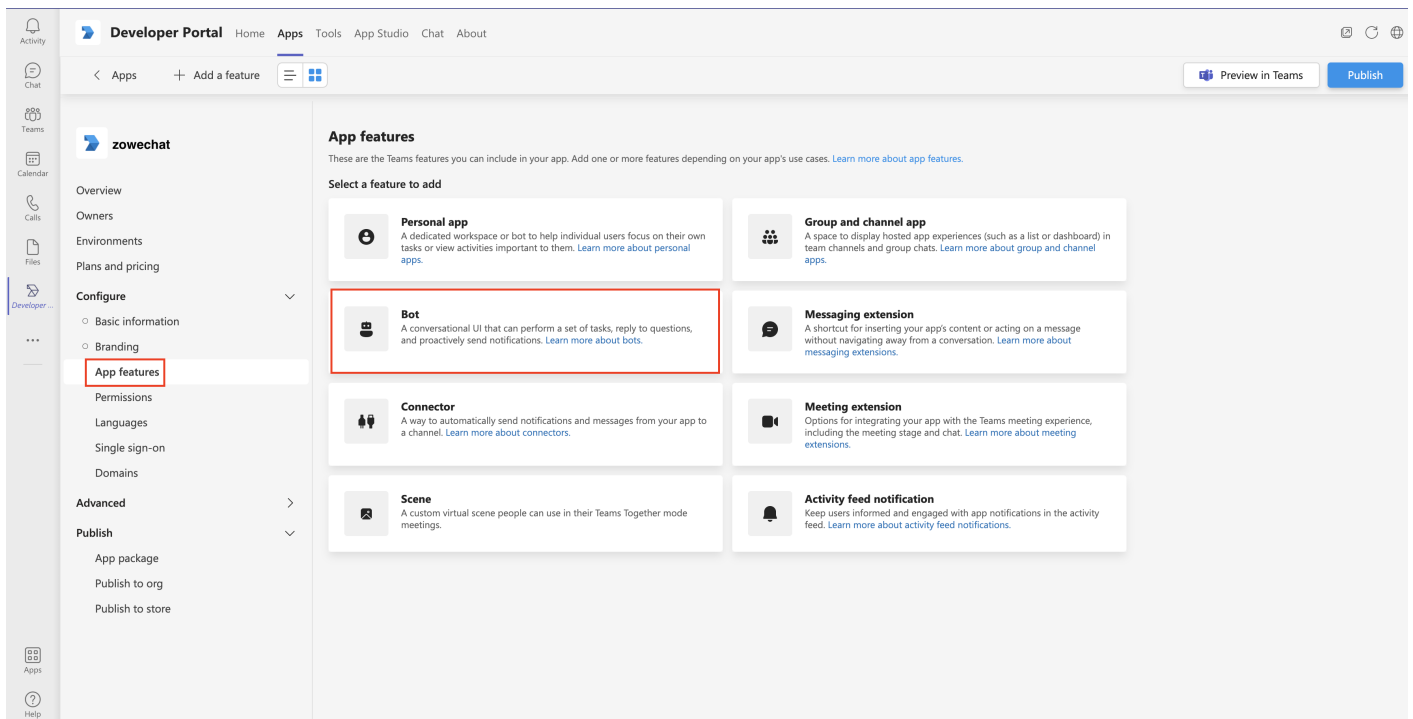 Activity
Chat
Teams
Calendar
Calls
Files
Developer ...
Apps
Help
Developer Portal Home Apps Tools App Studio Chat About
Apps Add a feature Preview in Teams Publish
zowechat
Overview
Owners
Environments
Plans and pricing
Configure
Basic information
Branding
App features
Permissions
Languages
Single sign-on
Domains
Advanced
Publish
App package
Publish to org
Publish to store
App features
These are the Teams features you can include in your app. Add one or more features depending on your app's use cases. Learn more about app features.
Select a feature to add
Personal app
A dedicated workspace or bot to help individual users focus on their own
tasks or view activities important to them. Learn more about personal
apps.
Group and channel app
A space to display hosted app experiences (such as a list or dashboard) in
team channels and group chats. Learn more about group and channel
apps.
Bot
A conversational UI that can perform a set of tasks, reply to questions,
and proactively send notifications. Learn more about bots.
Messaging extension
A shortcut for inserting your app's content or acting on a message
without navigating away from a conversation. Learn more about
messaging extensions.
Connector
A way to automatically send notifications and messages from your app to
a channel. Learn more about connectors.
Meeting extension
Options for integrating your app with the Teams meeting experience,
including the meeting stage and chat. Learn more about meeting
extensions.
Scene
A custom virtual scene people can use in their Teams Together mode
meetings.
Activity feed notification
Keep users informed and engaged with app notifications in the activity
feed. Learn more about activity feed notifications.